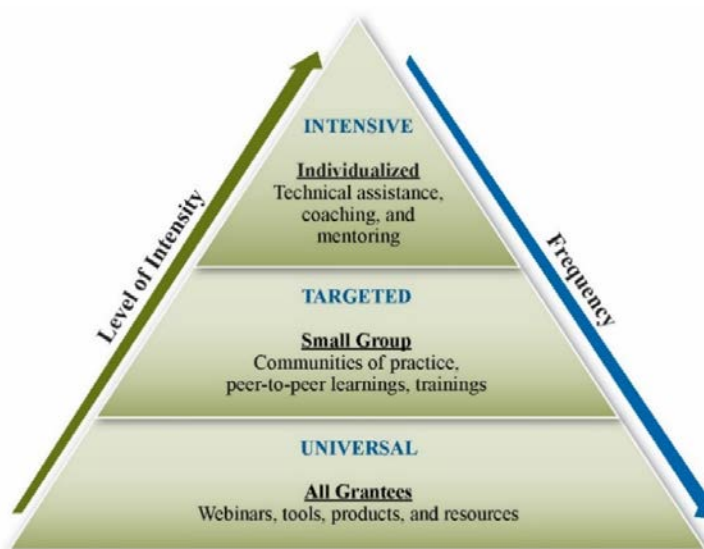 INTENSIVE
Individualized
Technical assistance,
coaching, and
mentoring
Level of Intensity
Frequency
TARGETED
Small Group
Communities of practice,
peer-to-peer learnings, trainings
UNIVERSAL
All Grantees
Webinars, tools, products, and resources